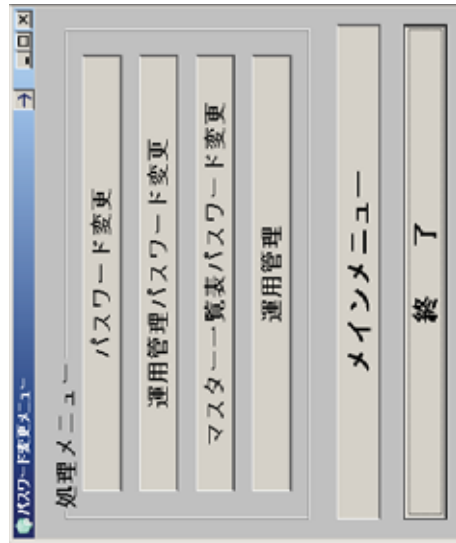 パスワード変更メニュー
処理メニュー
パスワード変更
運用管理パスワード変更
マスター一覧表パスワード変更
運用管理
メインメニュー
終 了